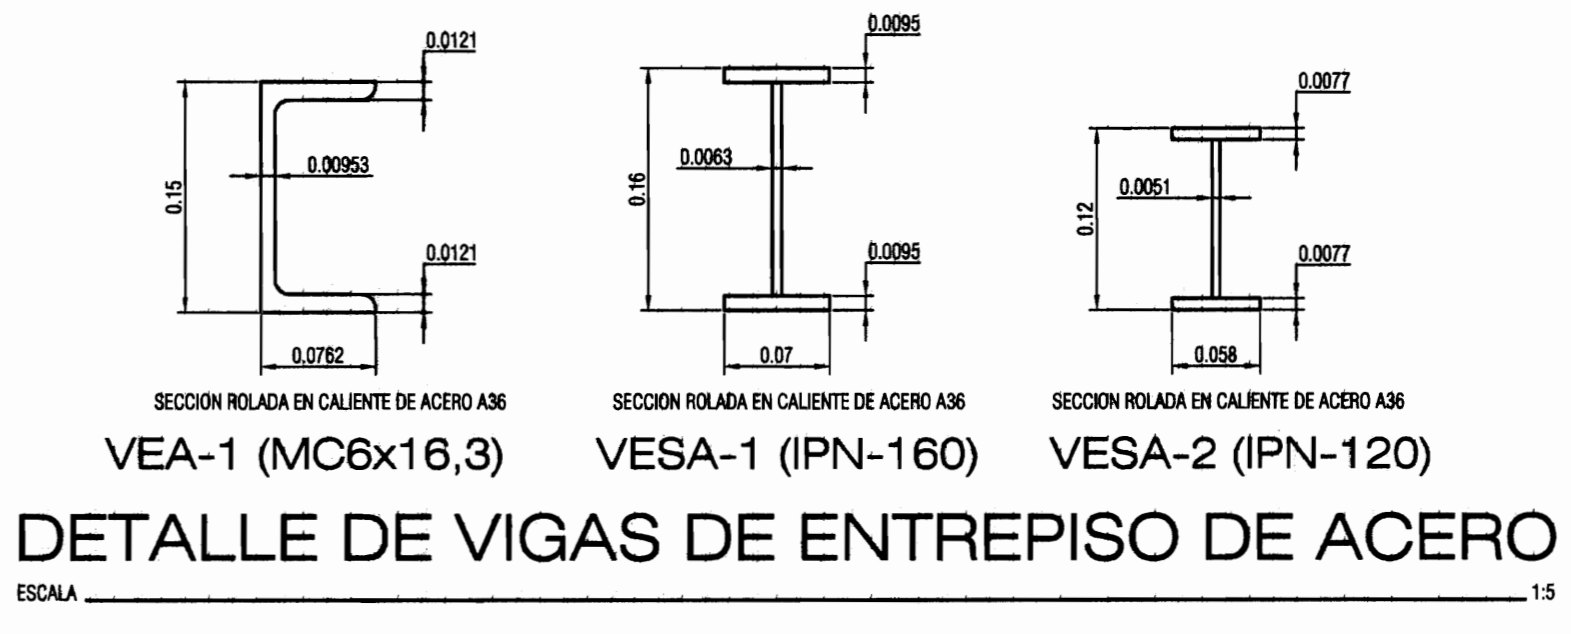 0.0121
0.00953
0.15
0.0121
0.0762
SECCION ROLADA EN CALIENTE DE ACERO A36
VEA-1 (MC6x16,3)
0.0095
0.0063
0.16
0.0095
0.07
SECCION ROLADA EN CALIENTE DE ACERO A36
VESA-1 (IPN-160)
0.0077
0.0051
0.12
0.0077
0.058
SECCION ROLADA EN CALIENTE DE ACERO A36
VESA-2 (IPN-120)
DETALLE DE VIGAS DE ENTREPISO DE ACERO
ESCALA 1:5